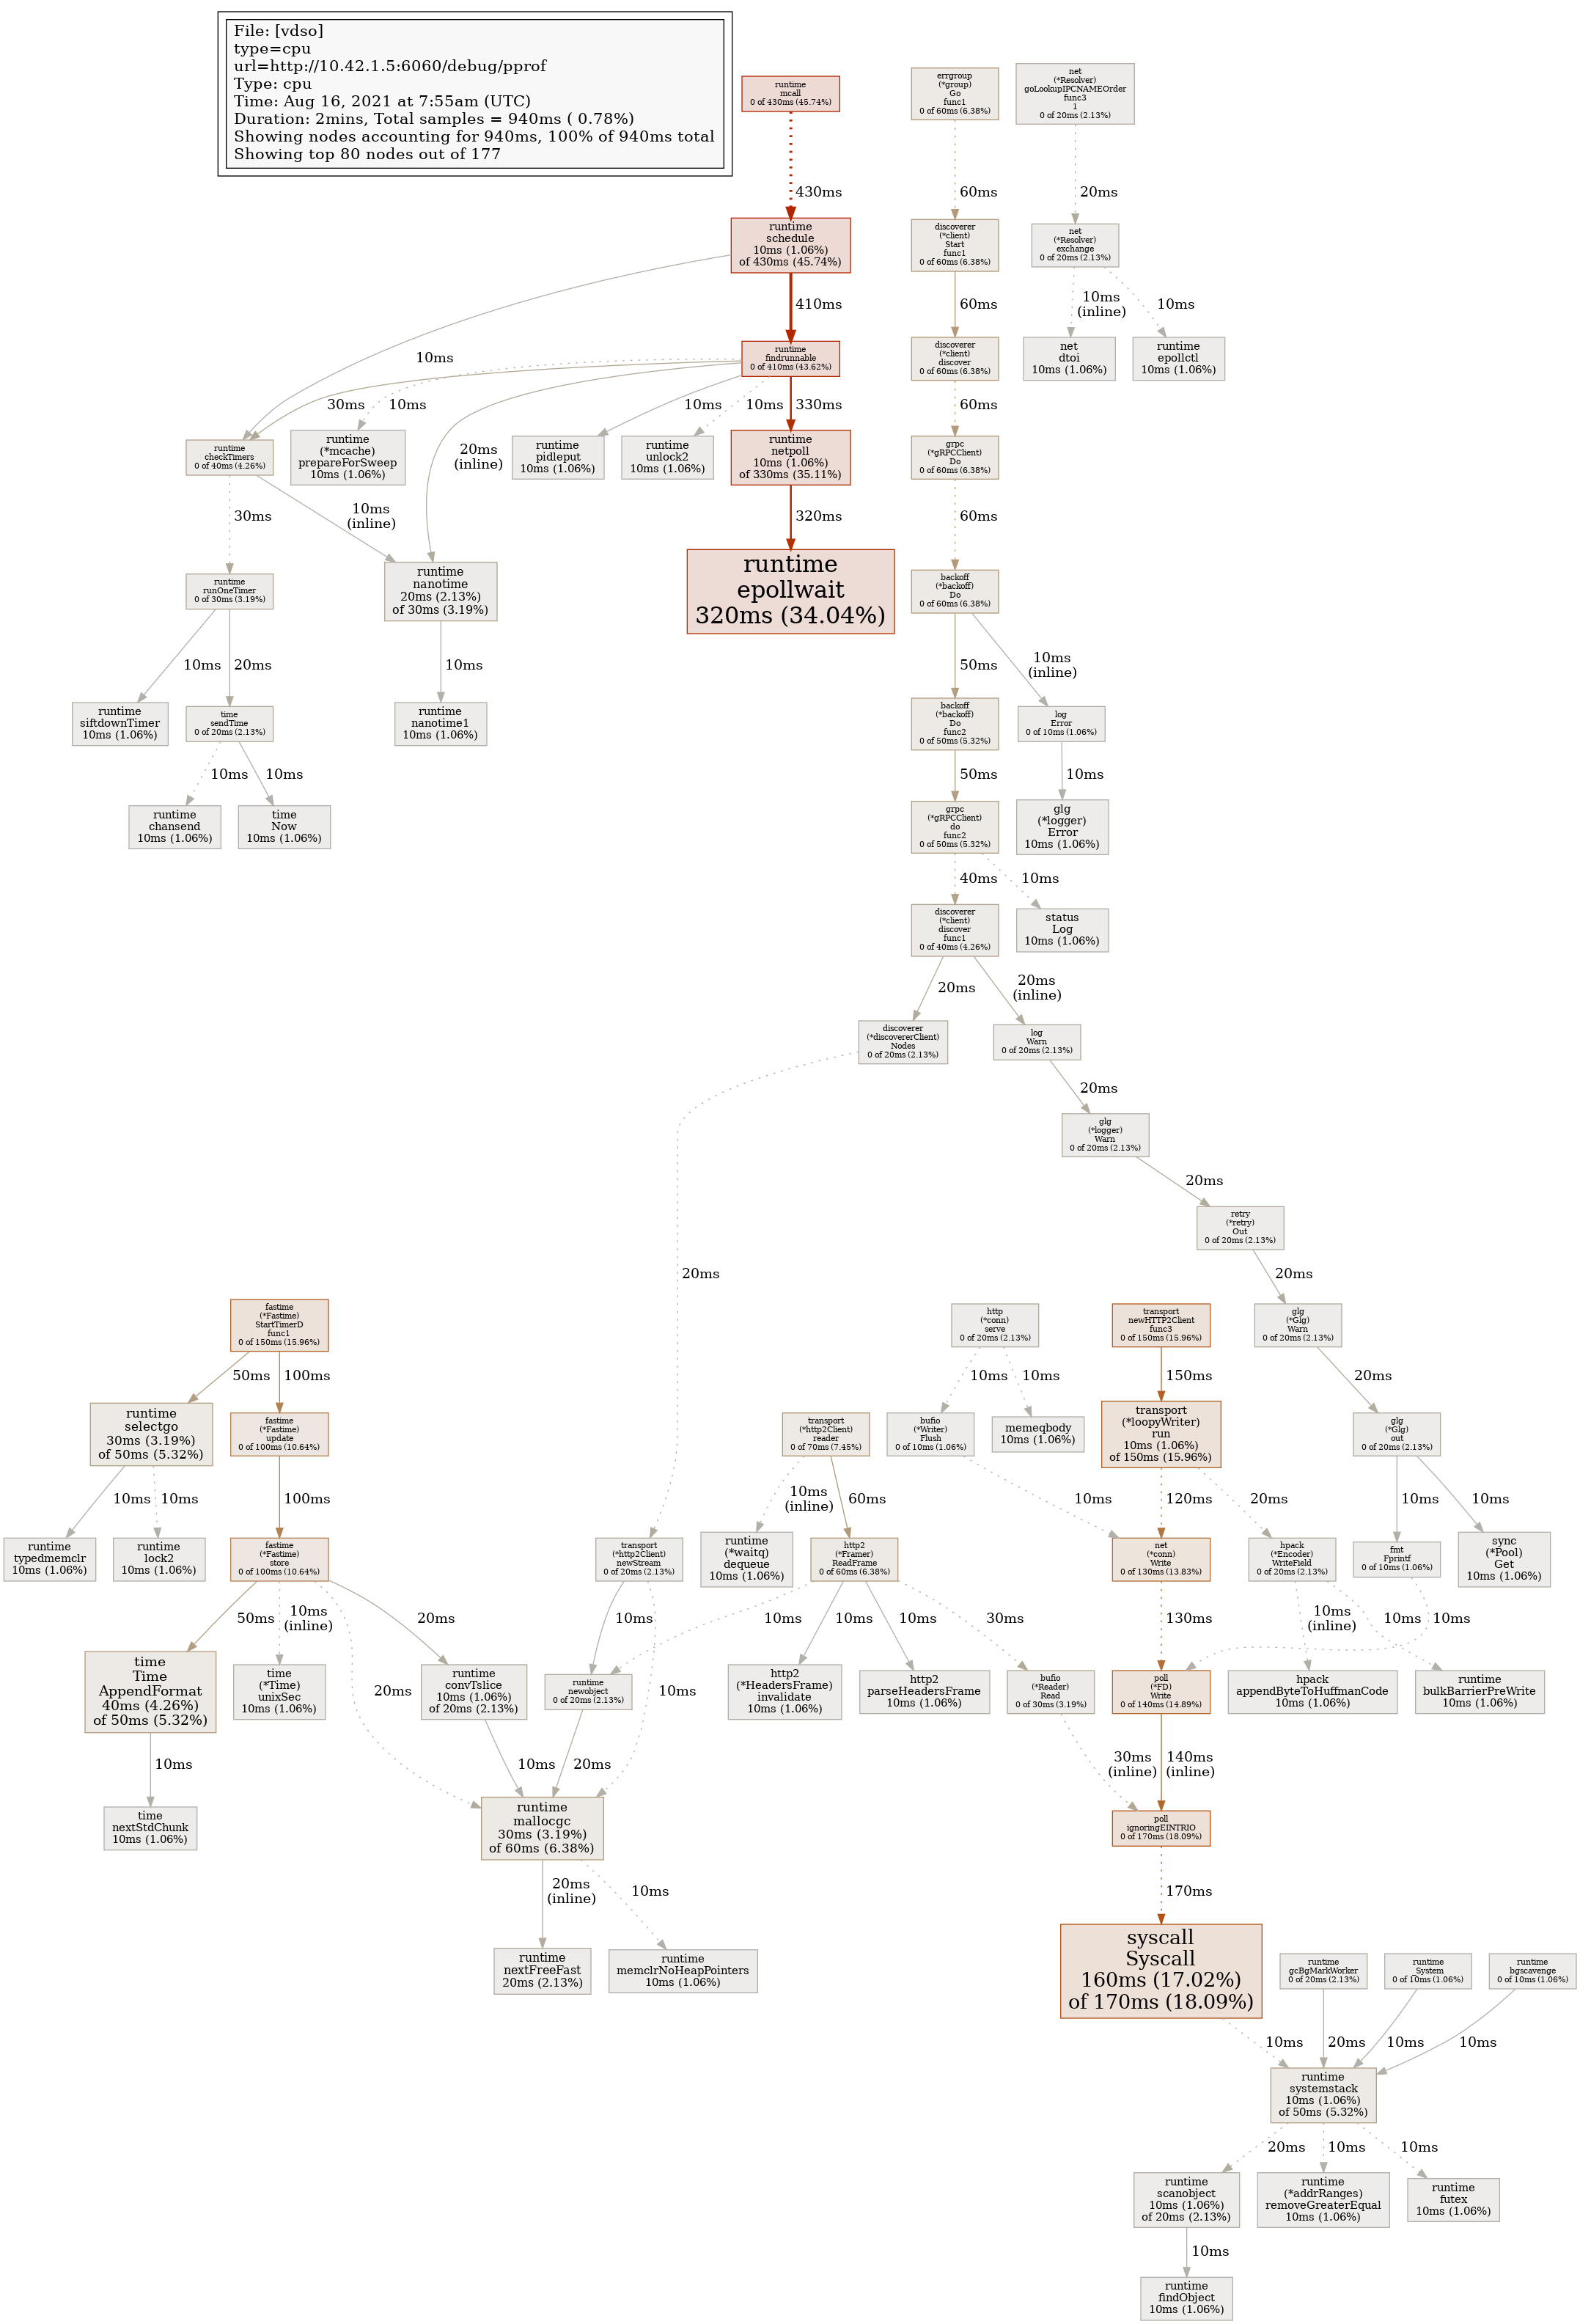 File: [vdso]
type=cpu
url=http://10.42.1.5:6060/debug/pprof
Type: cpu
Time: Aug 16, 2021 at 7:55am (UTC)
Duration: 2mins, Total samples = 940ms ( 0.78%)
Showing nodes accounting for 940ms, 100% of 940ms total
Showing top 80 nodes out of 177
runtime
mcall
0 of 430ms (45.74%)
errgroup
(*group)
Go
func1
0 of 60ms (6.38%)
net
(*Resolver)
goLookupIPCNAMEOrder
func3
1
0 of 20ms (2.13%)
430ms
60ms
20ms
runtime
schedule
10ms (1.06%)
of 430ms (45.74%)
discoverer
(*client)
Start
func1
0 of 60ms (6.38%)
net
(*Resolver)
exchange
0 of 20ms (2.13%)
10ms
410ms
60ms
10ms
(inline)
10ms
runtime
findrunnable
0 of 410ms (43.62%)
discoverer
(*client)
discover
0 of 60ms (6.38%)
net
dtoi
10ms (1.06%)
runtime
epollctl
10ms (1.06%)
30ms
10ms
20ms
(inline)
10ms
10ms
330ms
60ms
runtime
checkTimers
0 of 40ms (4.26%)
runtime
(*mcache)
prepareForSweep
10ms (1.06%)
runtime
pidleput
10ms (1.06%)
runtime
unlock2
10ms (1.06%)
runtime
netpoll
10ms (1.06%)
of 330ms (35.11%)
grpc
(*gRPCClient)
Do
0 of 60ms (6.38%)
30ms
10ms
(inline)
320ms
60ms
runtime
runOneTimer
0 of 30ms (3.19%)
runtime
nanotime
20ms (2.13%)
of 30ms (3.19%)
runtime
epollwait
320ms (34.04%)
backoff
(*backoff)
Do
0 of 60ms (6.38%)
10ms
20ms
10ms
50ms
10ms
(inline)
runtime
siftdownTimer
10ms (1.06%)
time
sendTime
0 of 20ms (2.13%)
runtime
nanotime1
10ms (1.06%)
backoff
(*backoff)
Do
func2
0 of 50ms (5.32%)
log
Error
0 of 10ms (1.06%)
10ms
10ms
50ms
10ms
runtime
chansend
10ms (1.06%)
time
Now
10ms (1.06%)
grpc
(*gRPCClient)
do
func2
0 of 50ms (5.32%)
glg
(*logger)
Error
10ms (1.06%)
40ms
10ms
discoverer
(*client)
discover
func1
0 of 40ms (4.26%)
status
Log
10ms (1.06%)
20ms
20ms
(inline)
discoverer
(*discovererClient)
Nodes
0 of 20ms (2.13%)
log
Warn
0 of 20ms (2.13%)
20ms
glg
(*logger)
Warn
0 of 20ms (2.13%)
20ms
retry
(*retry)
Out
0 of 20ms (2.13%)
20ms
20ms
fastime
(*Fastime)
StartTimerD
func1
0 of 150ms (15.96%)
http
(*conn)
serve
0 of 20ms (2.13%)
transport
newHTTP2Client
func3
0 of 150ms (15.96%)
glg
(*Glg)
Warn
0 of 20ms (2.13%)
50ms
100ms
10ms
10ms
150ms
20ms
runtime
selectgo
30ms (3.19%)
of 50ms (5.32%)
fastime
(*Fastime)
update
0 of 100ms (10.64%)
transport
(*http2Client)
reader
0 of 70ms (7.45%)
bufio
(*Writer)
Flush
0 of 10ms (1.06%)
memeqbody
10ms (1.06%)
transport
(*loopyWriter)
run
10ms (1.06%)
of 150ms (15.96%)
glg
(*Glg)
out
0 of 20ms (2.13%)
10ms
10ms
100ms
10ms
(inline)
60ms
10ms
120ms
20ms
10ms
10ms
runtime
typedmemclr
10ms (1.06%)
runtime
lock2
10ms (1.06%)
fastime
(*Fastime)
store
0 of 100ms (10.64%)
transport
(*http2Client)
newStream
0 of 20ms (2.13%)
runtime
(*waitq)
dequeue
10ms (1.06%)
http2
(*Framer)
ReadFrame
0 of 60ms (6.38%)
net
(*conn)
Write
0 of 130ms (13.83%)
hpack
(*Encoder)
WriteField
0 of 20ms (2.13%)
fmt
Fprintf
0 of 10ms (1.06%)
sync
(*Pool)
Get
10ms (1.06%)
50ms
10ms
(inline)
20ms
20ms
10ms
10ms
10ms
10ms
10ms
30ms
130ms
10ms
(inline)
10ms
10ms
time
Time
AppendFormat
40ms (4.26%)
of 50ms (5.32%)
time
(*Time)
unixSec
10ms (1.06%)
runtime
convTslice
10ms (1.06%)
of 20ms (2.13%)
runtime
newobject
0 of 20ms (2.13%)
http2
(*HeadersFrame)
invalidate
10ms (1.06%)
http2
parseHeadersFrame
10ms (1.06%)
bufio
(*Reader)
Read
0 of 30ms (3.19%)
poll
(*FD)
Write
0 of 140ms (14.89%)
hpack
appendByteToHuffmanCode
10ms (1.06%)
runtime
bulkBarrierPreWrite
10ms (1.06%)
10ms
10ms
20ms
30ms
(inline)
140ms
(inline)
time
nextStdChunk
10ms (1.06%)
runtime
mallocgc
30ms (3.19%)
of 60ms (6.38%)
poll
ignoringEINTRIO
0 of 170ms (18.09%)
20ms
(inline)
10ms
170ms
runtime
nextFreeFast
20ms (2.13%)
runtime
memclrNoHeapPointers
10ms (1.06%)
syscall
Syscall
160ms (17.02%)
of 170ms (18.09%)
runtime
gcBgMarkWorker
0 of 20ms (2.13%)
runtime
System
0 of 10ms (1.06%)
runtime
bgscavenge
0 of 10ms (1.06%)
10ms
20ms
10ms
10ms
runtime
systemstack
10ms (1.06%)
of 50ms (5.32%)
20ms
10ms
10ms
runtime
scanobject
10ms (1.06%)
of 20ms (2.13%)
runtime
(*addrRanges)
removeGreaterEqual
10ms (1.06%)
runtime
futex
10ms (1.06%)
10ms
runtime
findObject
10ms (1.06%)